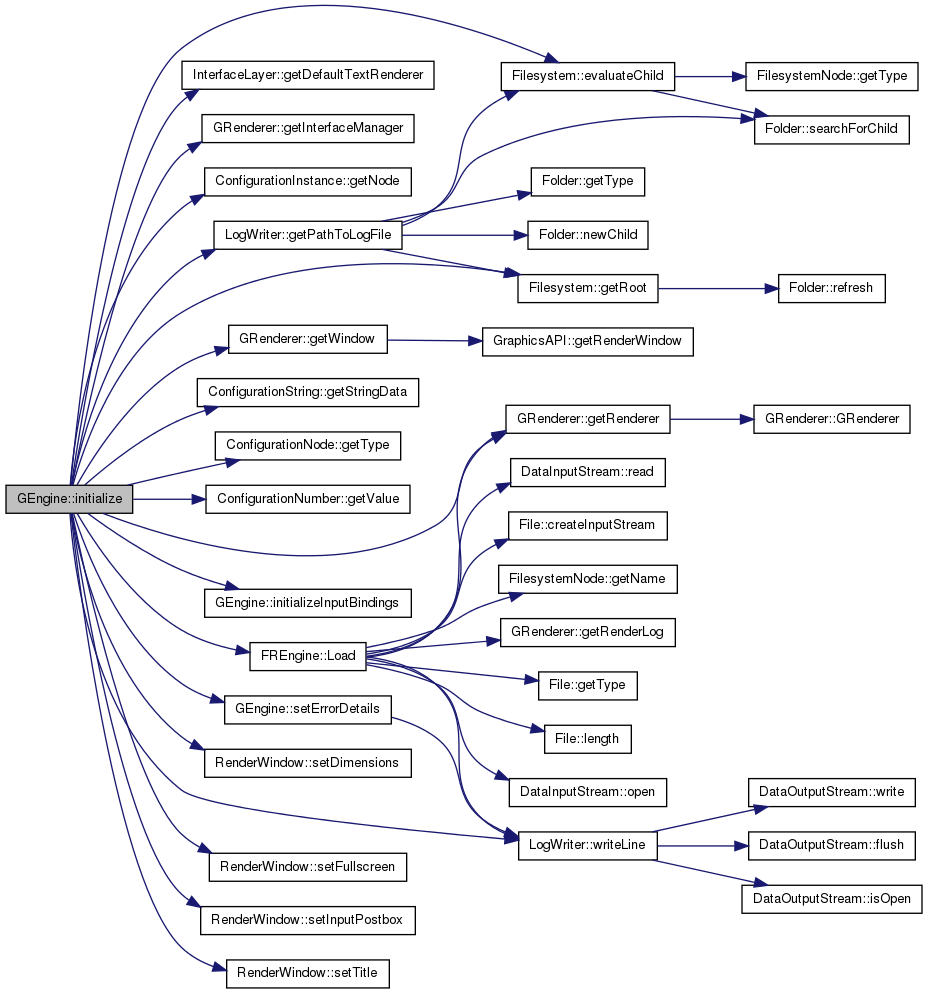 Filesystem::evaluateChild
FilesystemNode::getType
InterfaceLayer::getDefaultTextRenderer
GRenderer::getInterfaceManager
Folder::searchForChild
ConfigurationInstance::getNode
Folder::getType
LogWriter::getPathToLogFile
Folder::newChild
Filesystem::getRoot
Folder::refresh
GRenderer::getWindow
GraphicsAPI::getRenderWindow
ConfigurationString::getStringData
GRenderer::getRenderer
GRenderer::GRenderer
ConfigurationNode::getType
DataInputStream::read
GEngine::initialize
ConfigurationNumber::getValue
File::createInputStream
FilesystemNode::getName
GEngine::initializeInputBindings
GRenderer::getRenderLog
FREngine::Load
File::getType
GEngine::setErrorDetails
File::length
RenderWindow::setDimensions
DataInputStream::open
DataOutputStream::write
LogWriter::writeLine
DataOutputStream::flush
RenderWindow::setFullscreen
DataOutputStream::isOpen
RenderWindow::setInputPostbox
RenderWindow::setTitle